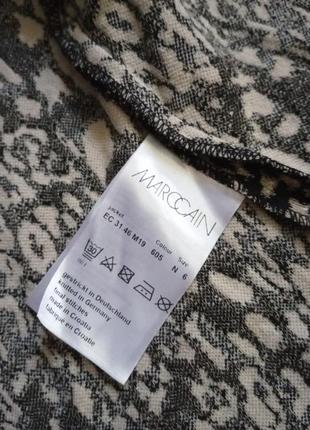 MARCCAIN
jacket Colour Size
EC 31.46 M19 605 N 6
30
gestrickt in Deutschland
knitted in Germany
final stitches
made in Croatia
fabriqué en Croatie